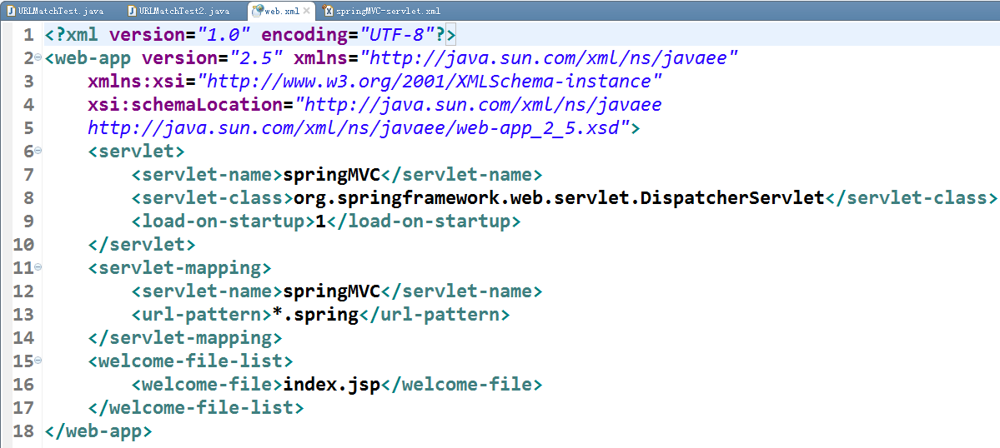 URLMatchTest.java URLMatchTest2.java web.xml springMVC-servlet.xml
1 <?xml version="1.0" encoding="UTF-8"?>
2 <web-app version="2.5" xmlns="http://java.sun.com/xml/ns/javaee"
3 xmlns:xsi="http://www.w3.org/2001/XMLSchema-instance"
4 xsi:schemaLocation="http://java.sun.com/xml/ns/javaee
5 http://java.sun.com/xml/ns/javaee/web-app_2_5.xsd">
6 <servlet>
7 <servlet-name>springMVC</servlet-name>
8 <servlet-class>org.springframework.web.servlet.DispatcherServlet</servlet-class>
9 <load-on-startup>1</load-on-startup>
10 </servlet>
11 <servlet-mapping>
12 <servlet-name>springMVC</servlet-name>
13 <url-pattern>*.spring</url-pattern>
14 </servlet-mapping>
15 <welcome-file-list>
16 <welcome-file>index.jsp</welcome-file>
17 </welcome-file-list>
18 </web-app>